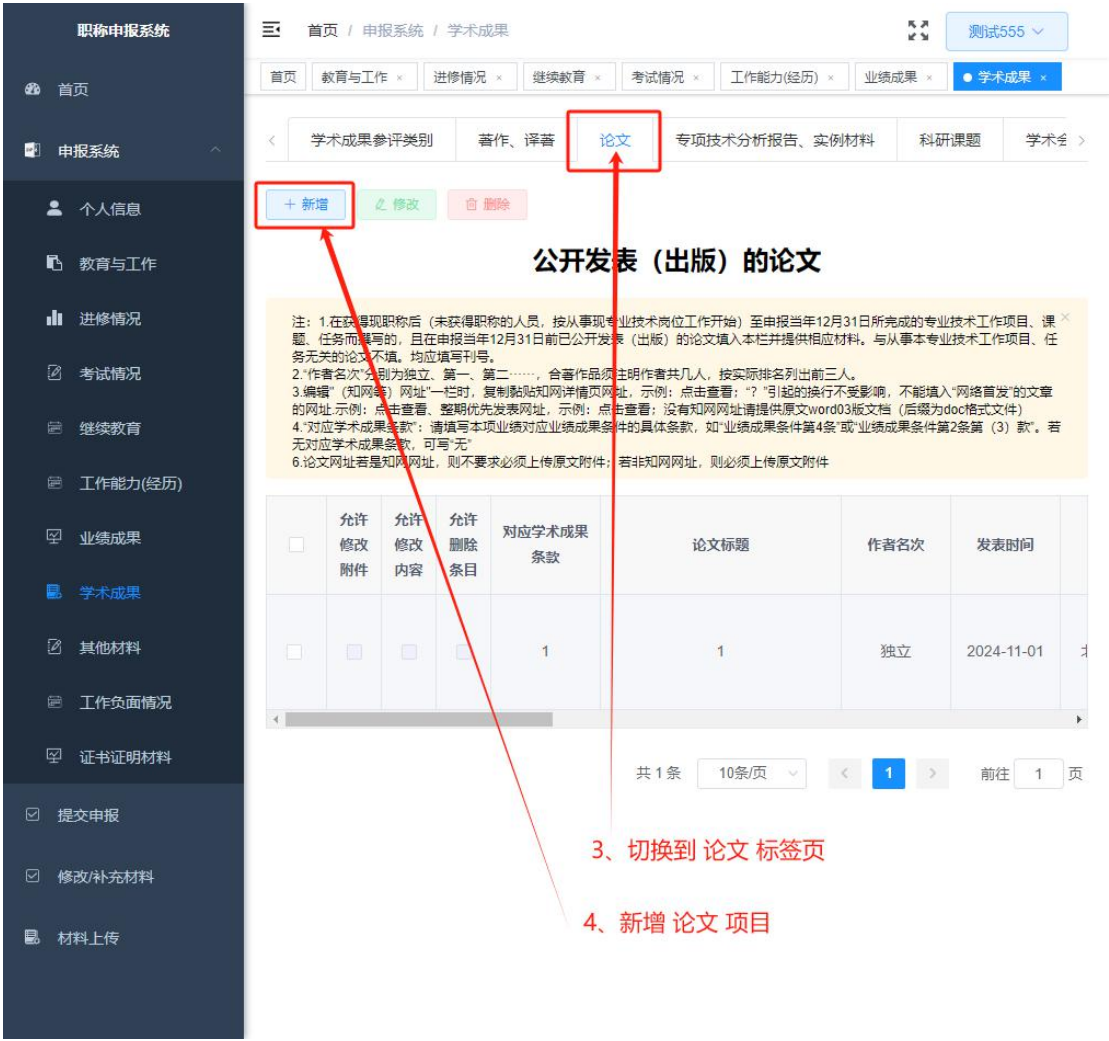 职称申报系统
首页 / 申报系统 / 学术成果
测试555
首页
教育与工作 ×
进修情况 ×
继续教育 ×
考试情况 ×
工作能力(经历) ×
业绩成果 ×
学术成果 ×
首页
申报系统
个人信息
教育与工作
进修情况
考试情况
继续教育
工作能力(经历)
业绩成果
学术成果
其他材料
工作负面情况
证书证明材料
提交申报
修改/补充材料
材料上传
学术成果参评类别
著作、译著
论文
专项技术分析报告、实例材料
科研课题
学术会
+ 新增
修改
删除
公开发表（出版）的论文
注：1.在获得现职称后（未获得职称的人员，按从事现专业技术岗位工作开始）至申报当年12月31日所完成的专业技术工作项目、课
题、任务而撰写的，且在申报当年12月31日前已公开发表（出版）的论文填入本栏并提供相应材料。与从事本专业技术工作项目、任
务无关的论文不填。均应填写刊号。
2.“作者名次”分别为独立、第一、第二……，合著作品须注明作者共几人，按实际排名列出前三人。
3.编辑“（知网等）网址”一栏时，复制黏贴知网详情页网址，示例：点击查看；“？”引起的换行不受影响，不能填入“网络首发”的文章
的网址.示例：点击查看、整期优先发表网址，示例：点击查看；没有知网网址请提供原文word03版文档（后缀为doc格式文件）
4.“对应学术成果条款”：请填写本项业绩对应业绩成果条件的具体条款，如“业绩成果条件第4条”或“业绩成果条件第2条第（3）款”。若
无对应学术成果条款，可写“无”
6.论文网址若是知网网址，则不要求必须上传原文附件；若非知网网址，则必须上传原文附件
允许修改附件
允许修改内容
允许删除条目
对应学术成果条款
论文标题
作者名次
发表时间
1
1
独立
2024-11-01
共 1 条
10条/页
1
前往 1 页
3、切换到 论文 标签页
4、新增 论文 项目